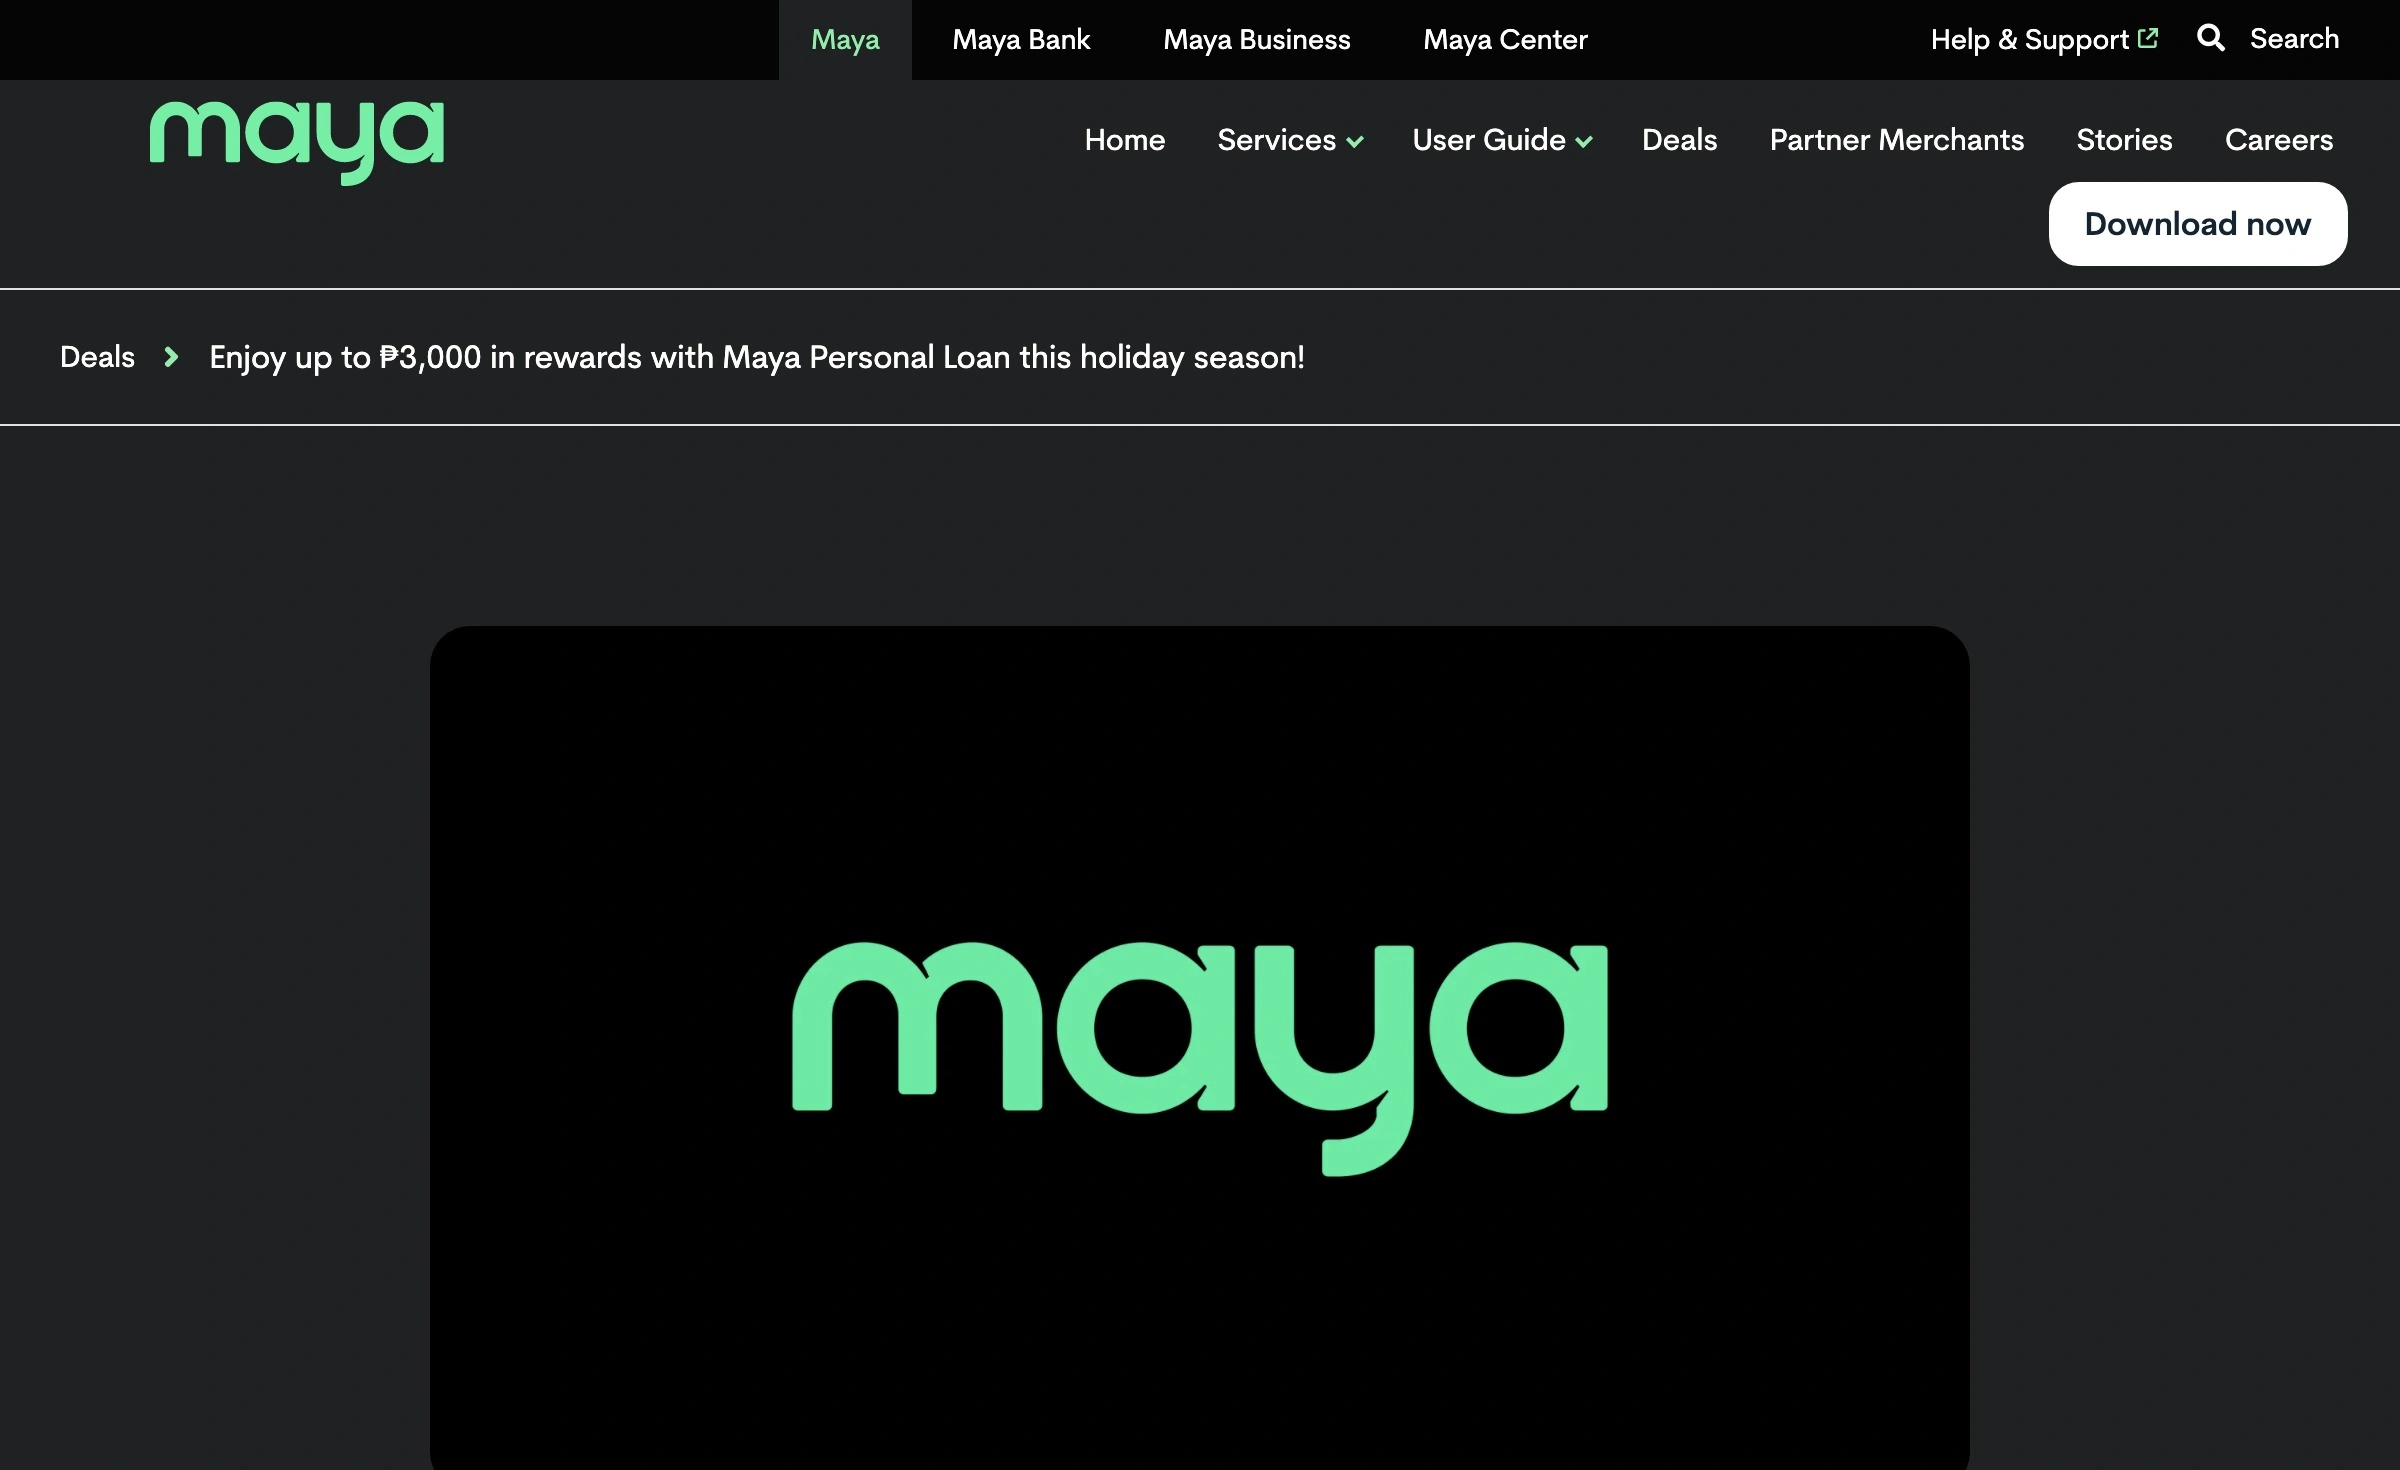 Maya Maya Bank Maya Business Maya Center Help & Support Search
maya
Home Services User Guide Deals Partner Merchants Stories Careers
Download now
Deals Enjoy up to ₱3,000 in rewards with Maya Personal Loan this holiday season!
maya